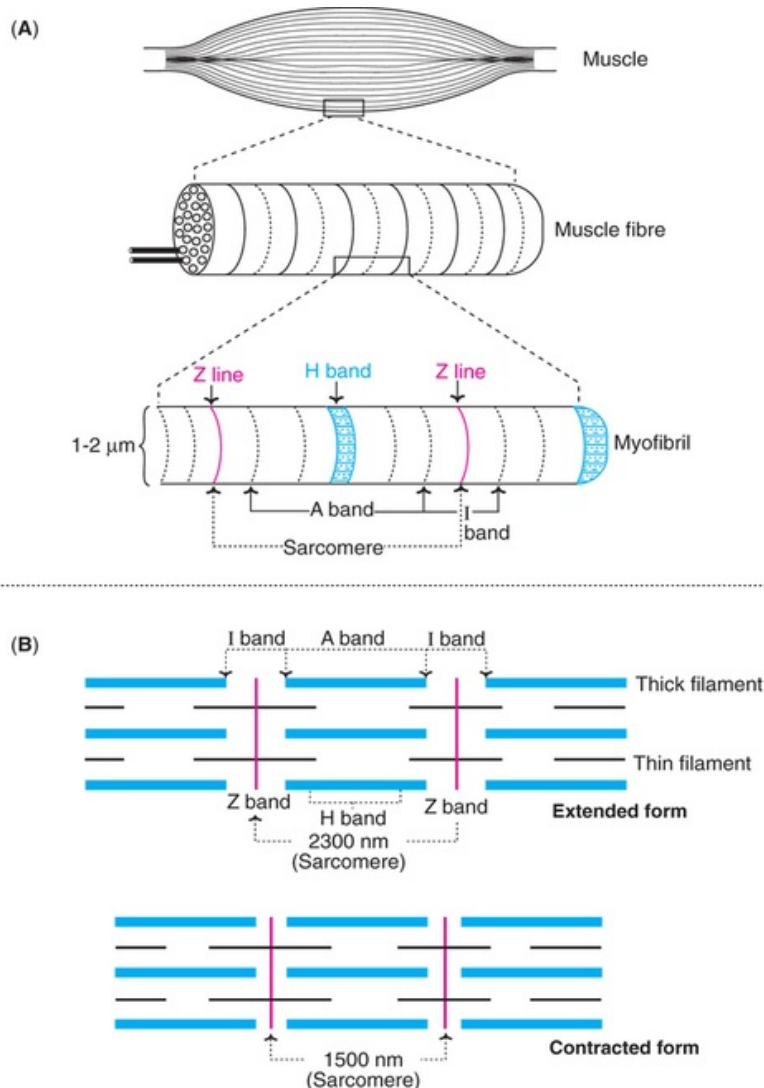 (A)
Muscle
Muscle fibre
Z line
H band
Z line
1-2 μm
Myofibril
A band
I
band
Sarcomere
(B)
I band
A band
I band
Thick filament
Thin filament
Z band
Z band
H band
Extended form
2300 nm
(Sarcomere)
Contracted form
1500 nm
(Sarcomere)